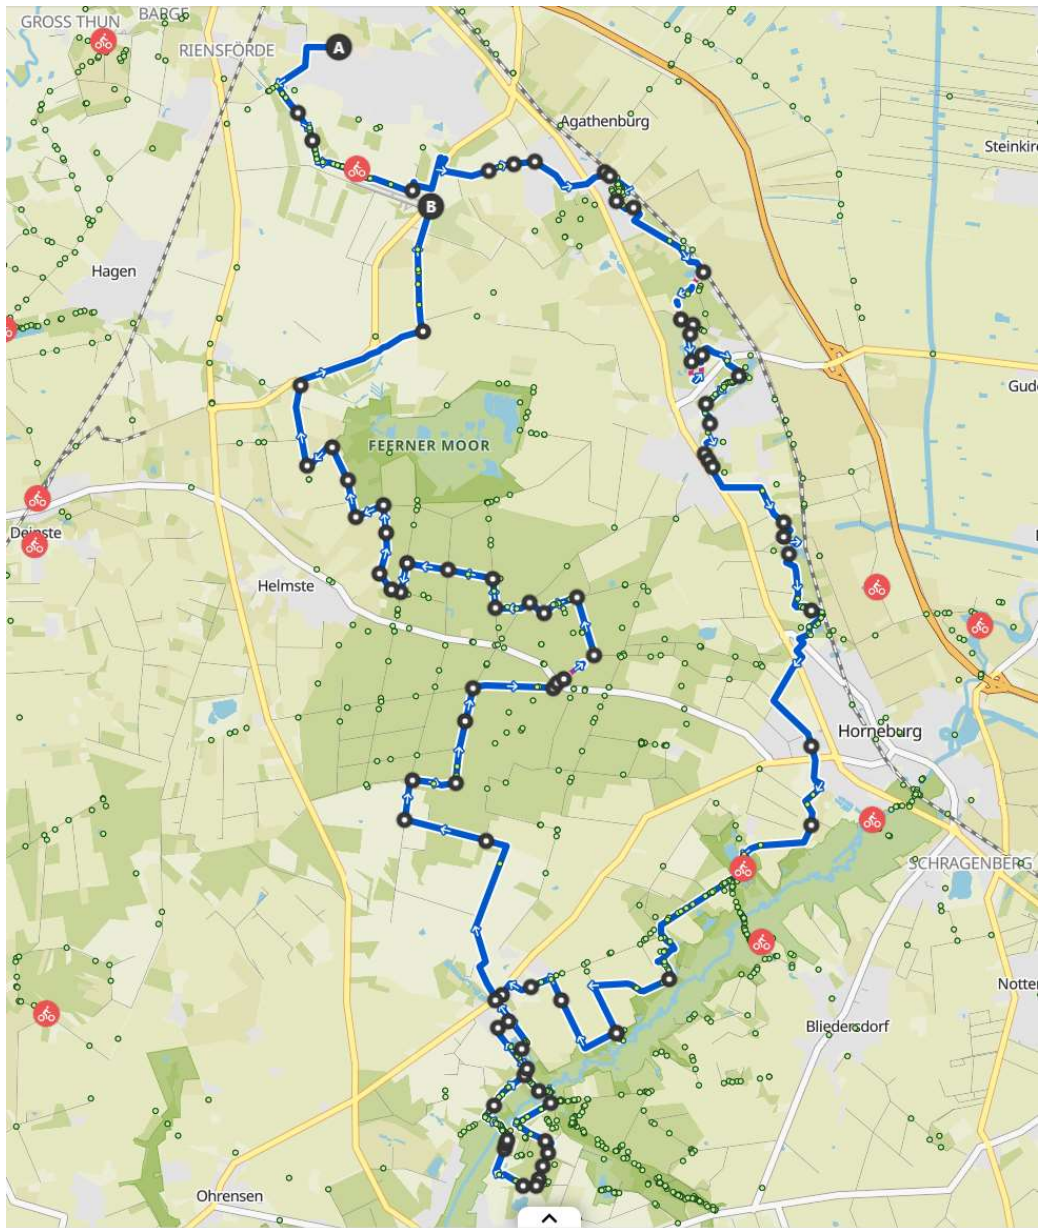 BARGE
GROSS THUN
RIENSFÖRDE
A
Agathenburg
Steinkir
B
Hagen
Gude
FEERNER MOOR
Deinste
Helmste
Horneburg
SCHRAGENBERG
Notter
Bliedersdorf
Ohrensen